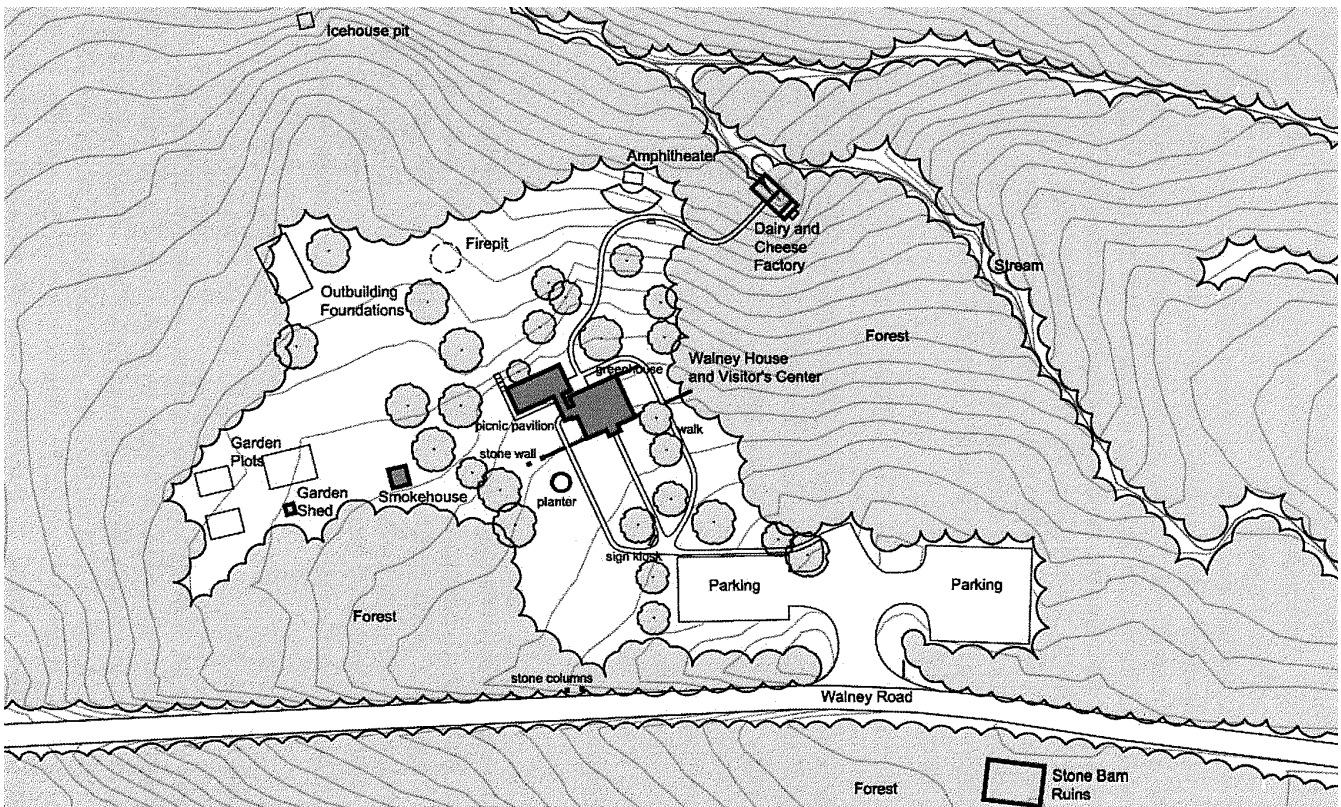 Icehouse pit
Amphitheater
Dairy and
Cheese
Factory
Firepit
Stream
Outbuilding
Foundations
Forest
Walney House
and Visitor's Center
greenhouse
picnic pavilion
walk
stone wall
Garden
Plots
Garden
Shed
Smokehouse
planter
sign kiosk
Parking
Parking
Forest
stone columns
Walney Road
Forest
Stone Barn
Ruins